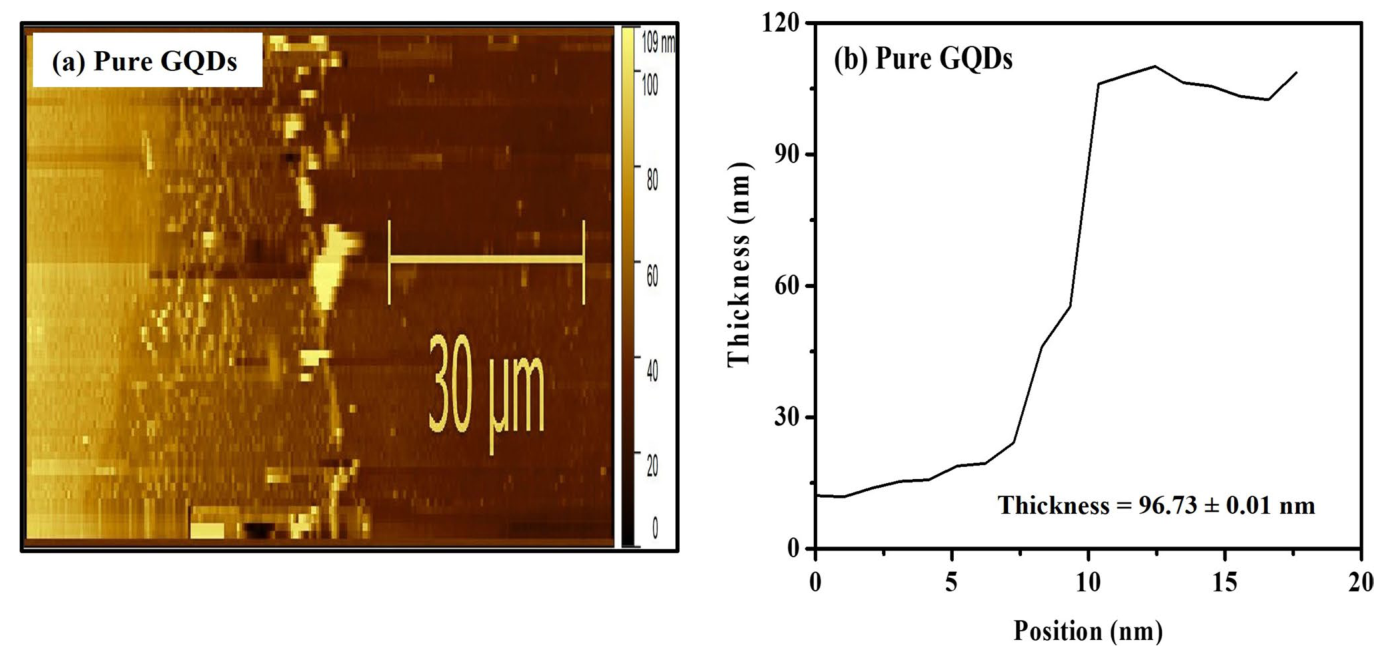 (a) Pure GQDs
109 nm
100
80
60
40
20
0
30 µm
(b) Pure GQDs
Thickness (nm)
120
90
60
30
0
Thickness = 96.73 ± 0.01 nm
0 5 10 15 20
Position (nm)